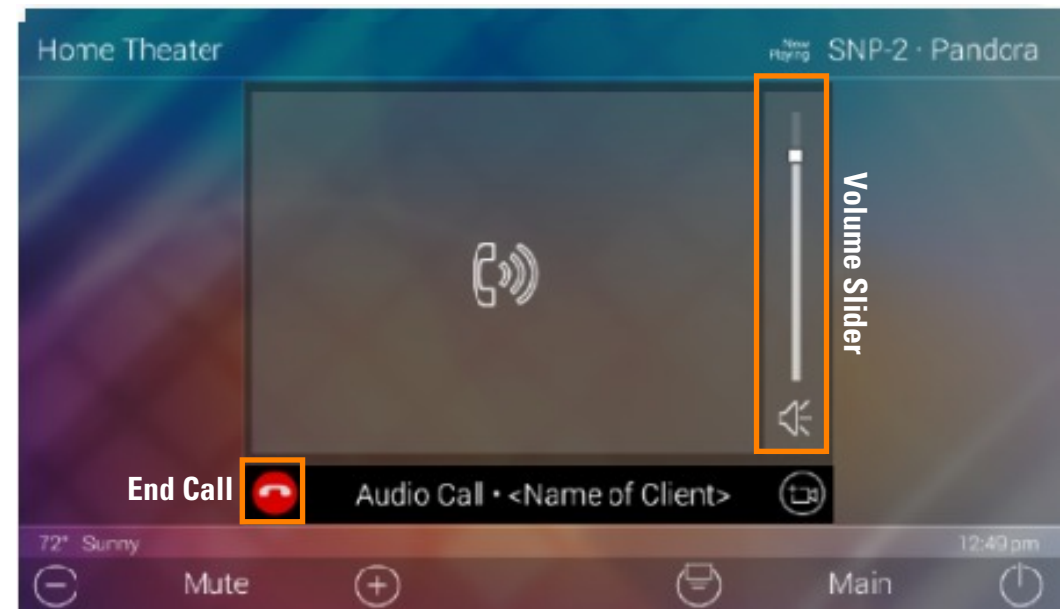 Home Theater
Now Playing SNP-2 · Pandora
Volume Slider
End Call
Audio Call • <Name of Client>
72° Sunny
12:49 pm
Mute
Main